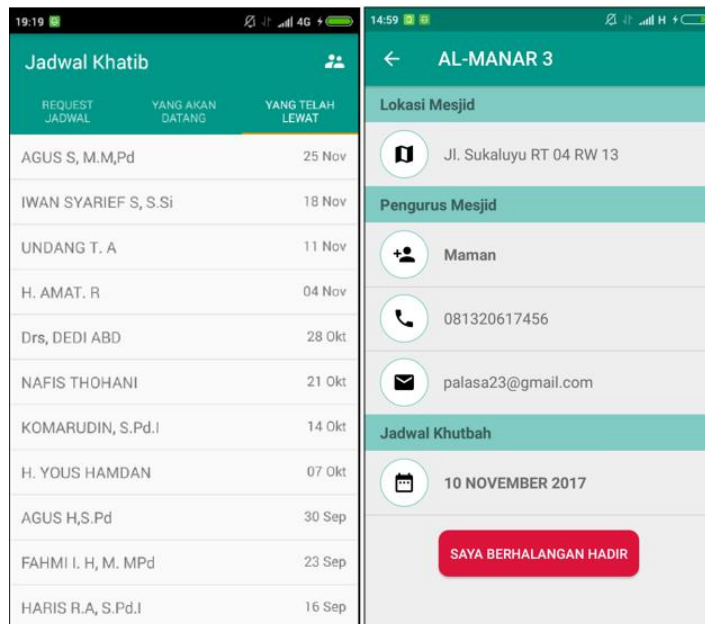 19:19 4G
Jadwal Khatib
REQUEST JADWAL
YANG AKAN DATANG
YANG TELAH LEWAT
AGUS S, M.M,Pd 25 Nov
IWAN SYARIEF S, S.Si 18 Nov
UNDANG T. A 11 Nov
H. AMAT. R 04 Nov
Drs, DEDI ABD 28 Okt
NAFIS THOHANI 21 Okt
KOMARUDIN, S.Pd.I 14 Okt
H. YOUS HAMDAN 07 Okt
AGUS H,S.Pd 30 Sep
FAHMI I. H, M. MPd 23 Sep
HARIS R.A, S.Pd.I 16 Sep
14:59 H
AL-MANAR 3
Lokasi Mesjid
Jl. Sukaluyu RT 04 RW 13
Pengurus Mesjid
Maman
081320617456
palasa23@gmail.com
Jadwal Khutbah
10 NOVEMBER 2017
SAYA BERHALANGAN HADIR